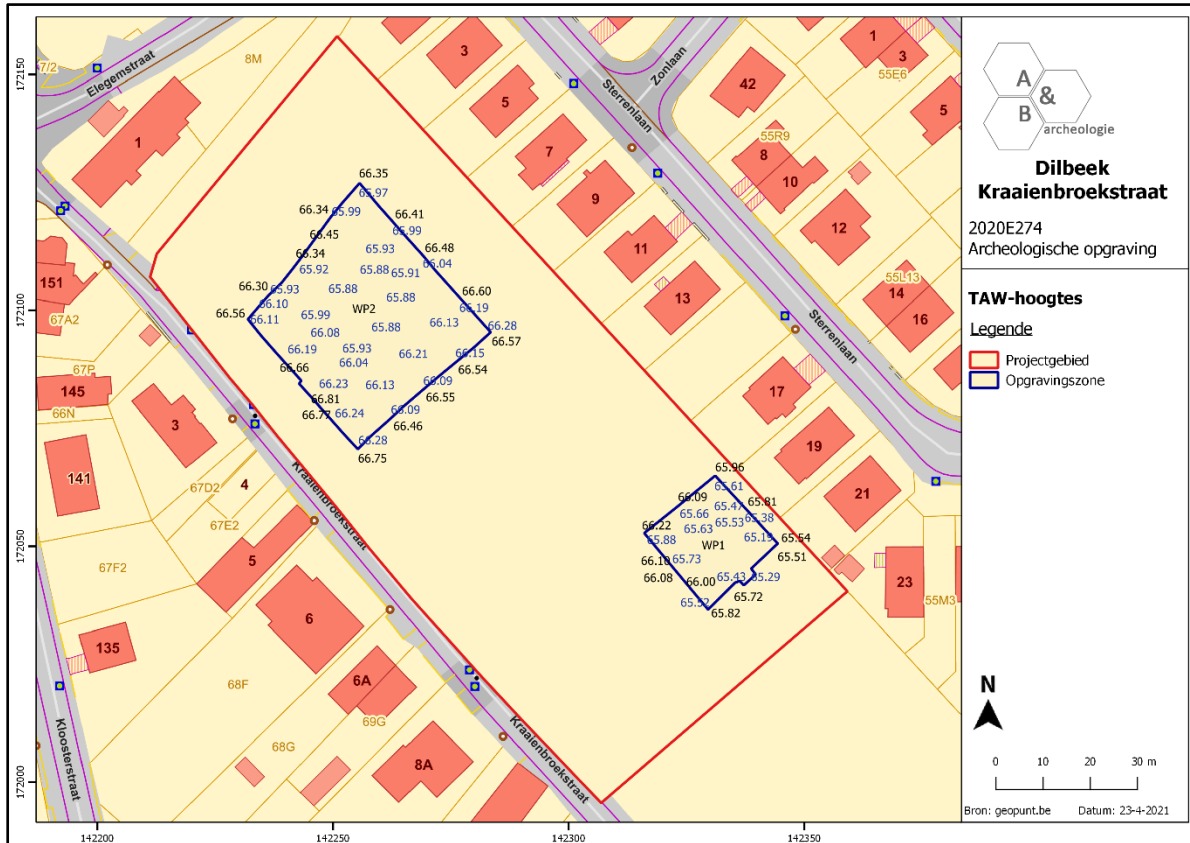 172150
172100
172050
172000
142200
142250
142300
142350
Elegemstraat
7/2
8M
1
3
5
7
9
11
13
17
19
21
23
55M3
Sterrenlaan
Zonlaan
42
1
3
55E6
5
55R9
8
10
12
55L13
14
16
Sterrenlaan
151
67A2
67P
145
66N
141
3
67D2
4
67E2
5
67F2
6
135
68F
6A
69G
68G
8A
Kloosterstraat
Kraaienbroekstraat
Kraaienbroekstraat
66.35
65.97
66.34
65.99
66.41
66.45
65.99
66.34
65.93
66.48
66.04
65.92
65.88
65.91
66.30
65.93
65.88
65.88
66.60
66.10
66.19
66.56
66.11
65.99
WP2
66.13
66.28
66.08
65.88
66.57
66.19
65.93
66.21
66.15
66.04
66.54
66.66
66.23
66.13
66.09
66.81
66.55
66.77
66.24
66.09
66.46
66.28
66.75
65.96
65.61
66.09
65.47
65.81
65.66
65.38
66.22
65.63
65.53
65.88
65.19
65.54
WP1
65.51
66.10
65.73
66.08
66.00
65.43
65.29
65.72
65.52
65.82
A
&
B
archeologie
Dilbeek
Kraaienbroekstraat
2020E274
Archeologische opgraving
TAW-hoogtes
Legende
Projectgebied
Opgravingszone
N
0 10 20 30 m
Bron: geopunt.be Datum: 23-4-2021